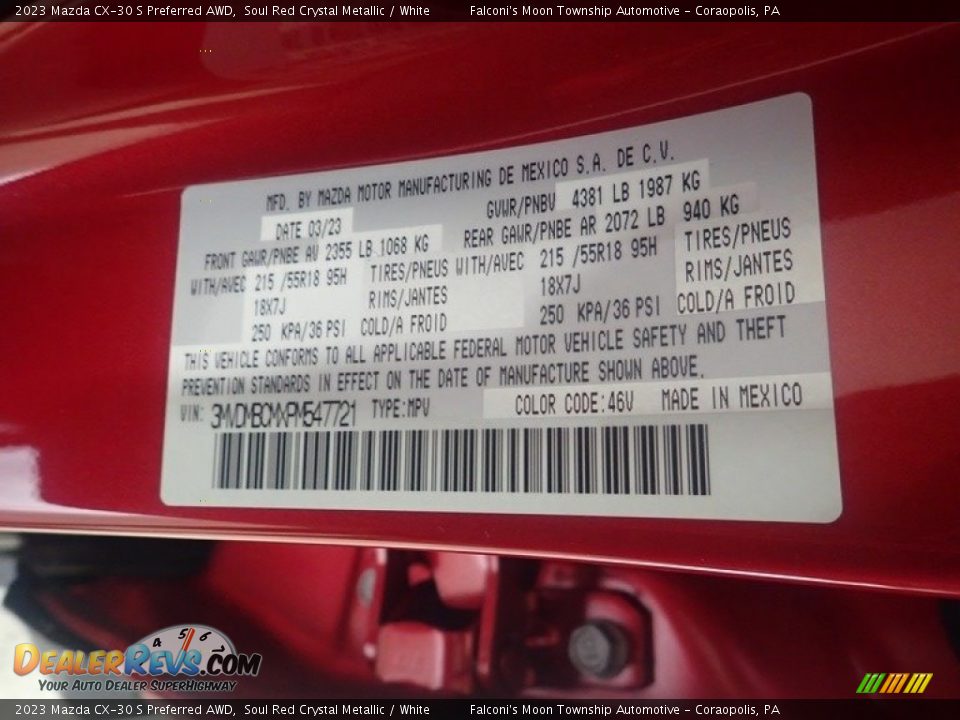 2023 Mazda CX-30 S Preferred AWD, Soul Red Crystal Metallic / White Falconi's Moon Township Automotive - Coraopolis, PA
MFD. BY MAZDA MOTOR MANUFACTURING DE MEXICO S.A. DE C.V.
DATE 03/23 GVWR/PNBV 4381 LB 1987 KG
FRONT GAWR/PNBE AV 2355 LB 1068 KG REAR GAWR/PNBE AR 2072 LB 940 KG
WITH/AVEC 215 /55R18 95H TIRES/PNEUS WITH/AVEC 215 /55R18 95H TIRES/PNEUS
18X7J RIMS/JANTES 18X7J RIMS/JANTES
250 KPA/36 PSI COLD/A FROID 250 KPA/36 PSI COLD/A FROID
THIS VEHICLE CONFORMS TO ALL APPLICABLE FEDERAL MOTOR VEHICLE SAFETY AND THEFT
PREVENTION STANDARDS IN EFFECT ON THE DATE OF MANUFACTURE SHOWN ABOVE.
VIN: 3MVDMBCMXPM547721 TYPE:MPV COLOR CODE:46V MADE IN MEXICO
4 5 6
DEALERREVS.COM
Your Auto Dealer SuperHighway
2023 Mazda CX-30 S Preferred AWD, Soul Red Crystal Metallic / White Falconi's Moon Township Automotive - Coraopolis, PA